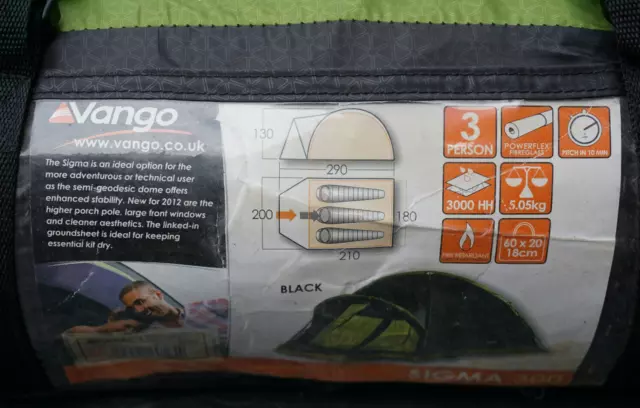 Vango
www.vango.co.uk
The Sigma is an ideal option for the
more adventurous or technical user
as the semi-geodesic dome offers
enhanced stability. New for 2012 are the
higher porch pole, large front windows
and cleaner aesthetics. The linked-in
groundsheet is ideal for keeping
essential kit dry.
130
290
200
180
210
BLACK
3
PERSON
POWERFLEX
FIBREGLASS
PITCH IN 10 MIN
3000 HH
5.05kg
FIRE RETARDANT
60 x 20
18cm
SIGMA 300